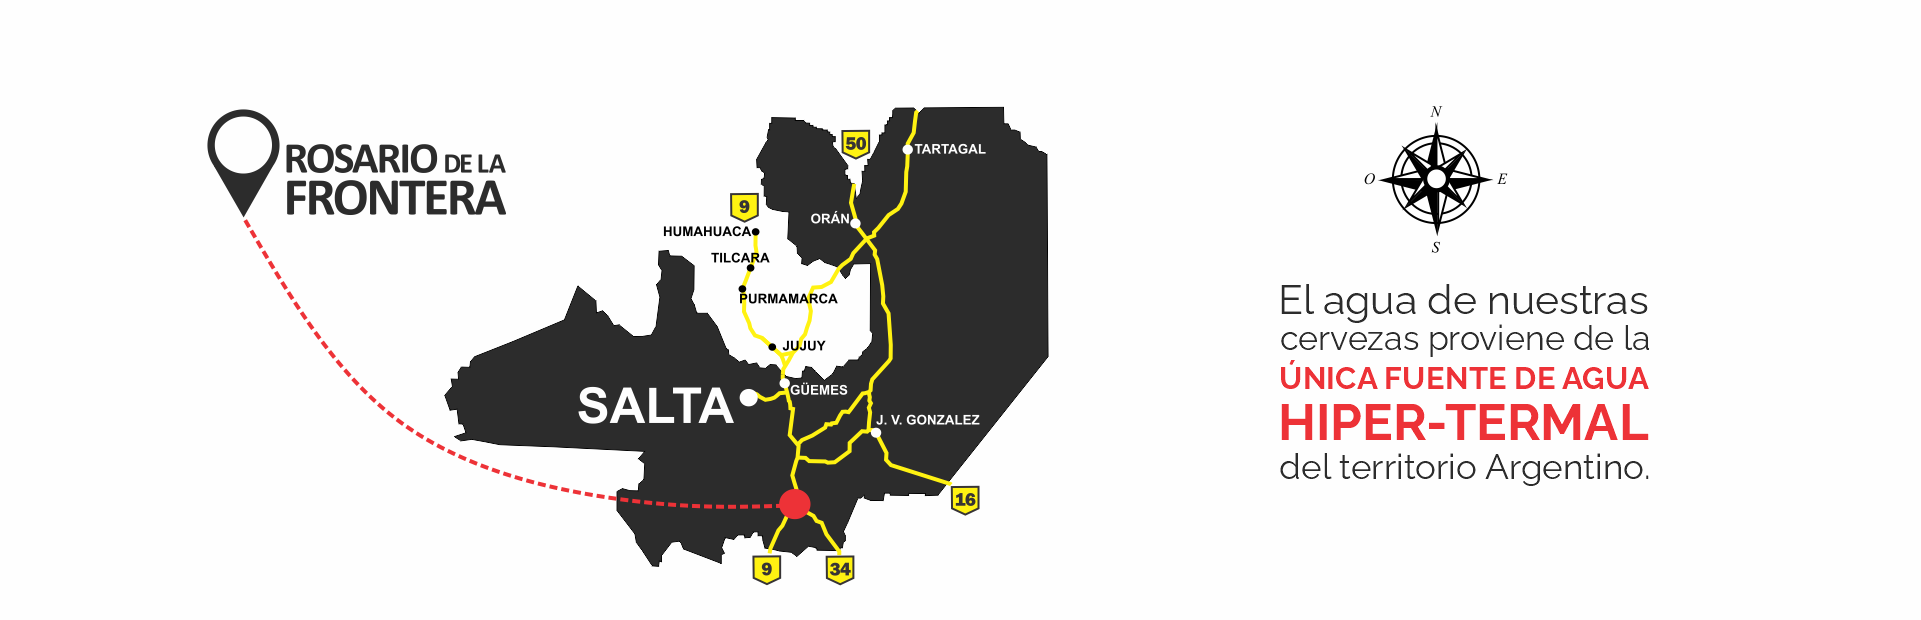 ROSARIO DE LA
FRONTERA
50
TARTAGAL
9
ORÁN
HUMAHUACA
TILCARA
PURMAMARCA
JUJUY
GÜEMES
SALTA
J. V. GONZALEZ
16
9
34
N
O
E
S
El agua de nuestras
cervezas proviene de la
ÚNICA FUENTE DE AGUA
HIPER-TERMAL
del territorio Argentino.